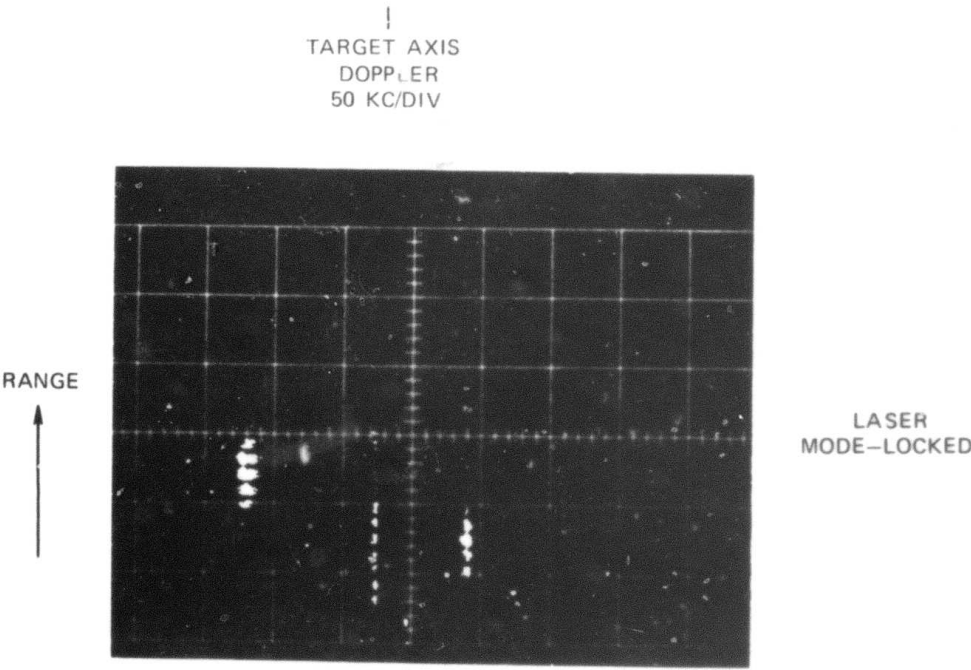 TARGET AXIS
DOPPLER
50 KC/DIV
RANGE
LASER
MODE–LOCKED